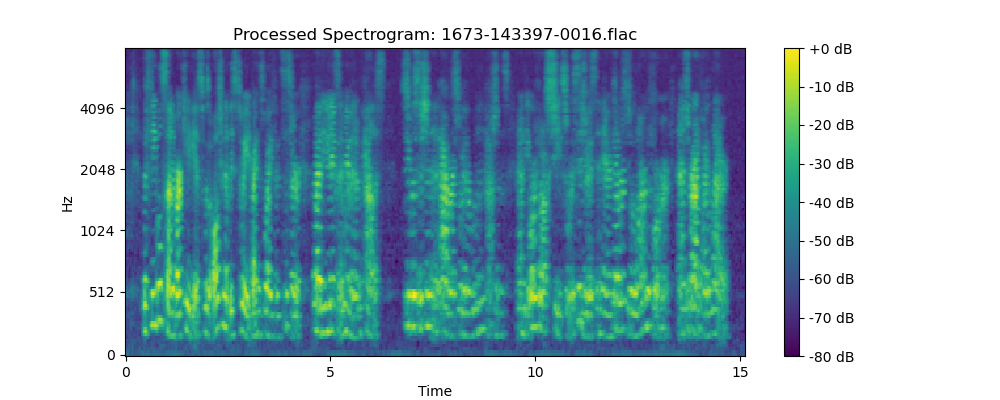 Processed Spectrogram: 1673-143397-0016.flac
Hz
4096
2048
1024
512
0
0 5 10 15
Time
+0 dB
-10 dB
-20 dB
-30 dB
-40 dB
-50 dB
-60 dB
-70 dB
-80 dB